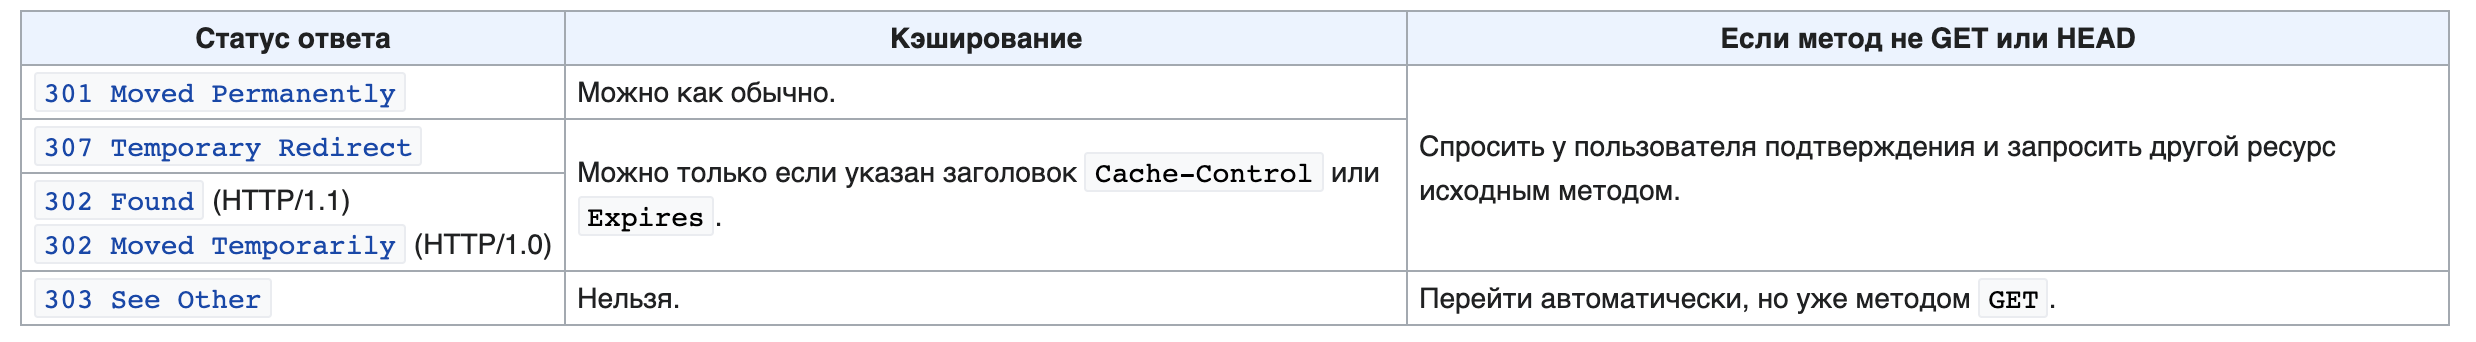 Статус ответа Кэширование Если метод не GET или HEAD
301 Moved Permanently Можно как обычно.
307 Temporary Redirect
Можно только если указан заголовок Cache-Control или
Expires.
Спросить у пользователя подтверждения и запросить другой ресурс
исходным методом.
302 Found (HTTP/1.1)
302 Moved Temporarily (HTTP/1.0)
303 See Other Нельзя. Перейти автоматически, но уже методом GET.